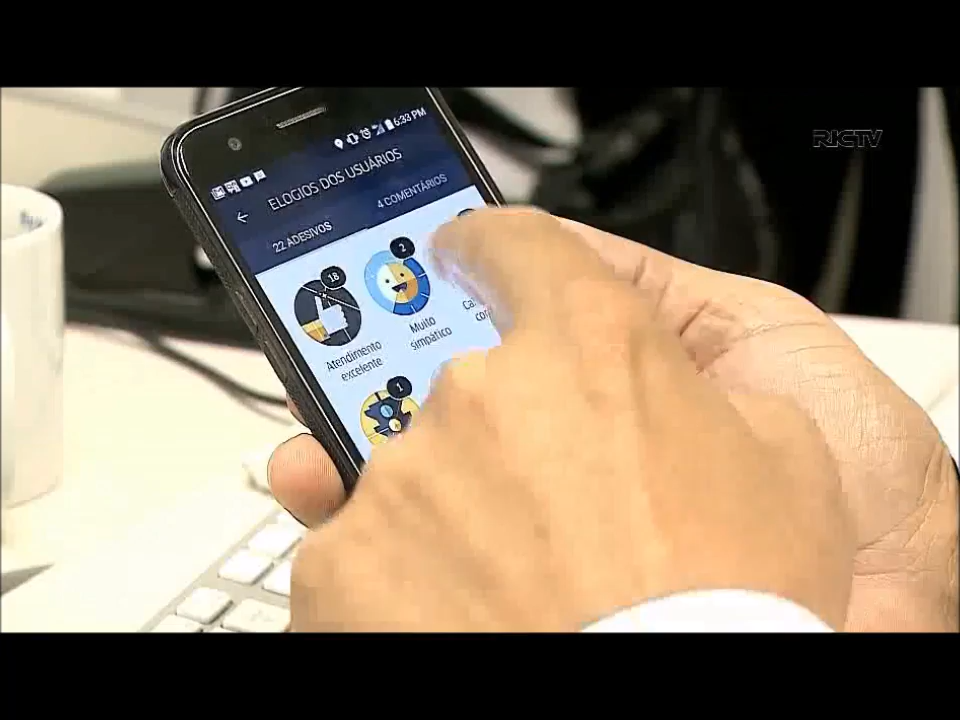 RICTV
6:33 PM
ELOGIOS DOS USUÁRIOS
22 ADESIVOS
4 COMENTÁRIOS
18
2
Atendimento
excelente
Muito
simpático
1